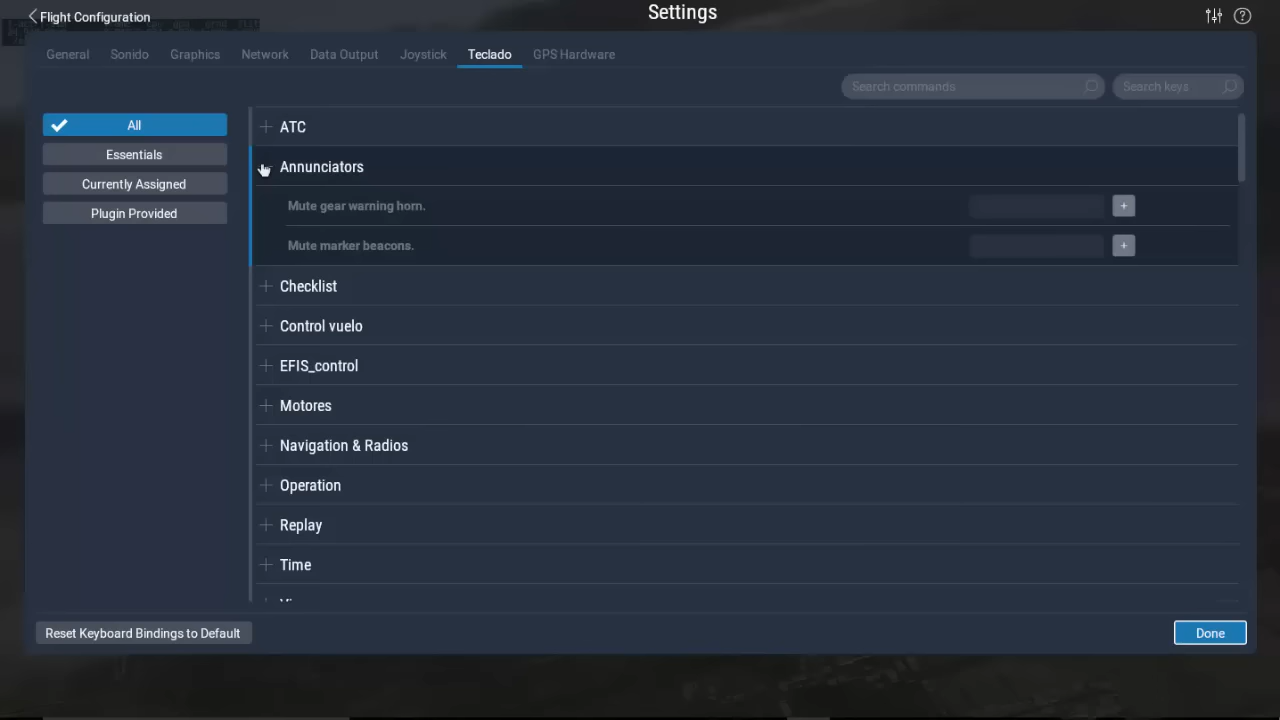 Flight Configuration
Settings
General Sonido Graphics Network Data Output Joystick Teclado GPS Hardware
Search commands Search keys
All
Essentials
Currently Assigned
Plugin Provided
ATC
Annunciators
Mute gear warning horn. +
Mute marker beacons. +
Checklist
Control vuelo
EFIS_control
Motores
Navigation & Radios
Operation
Replay
Time
Reset Keyboard Bindings to Default
Done